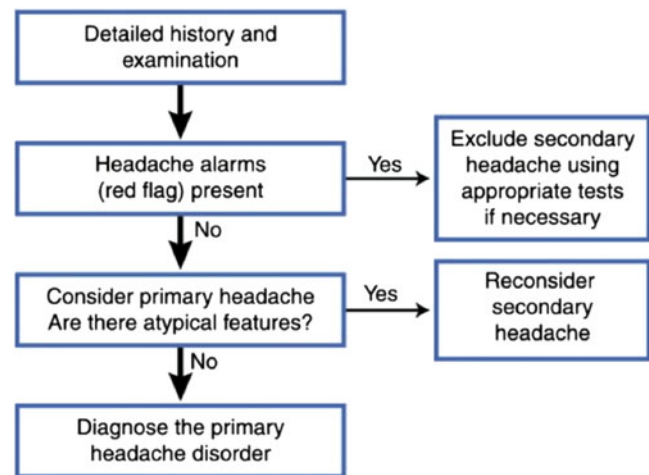 Detailed history and
examination
Headache alarms
(red flag) present
Yes
Exclude secondary
headache using
appropriate tests
if necessary
No
Consider primary headache
Are there atypical features?
Yes
Reconsider
secondary
headache
No
Diagnose the primary
headache disorder